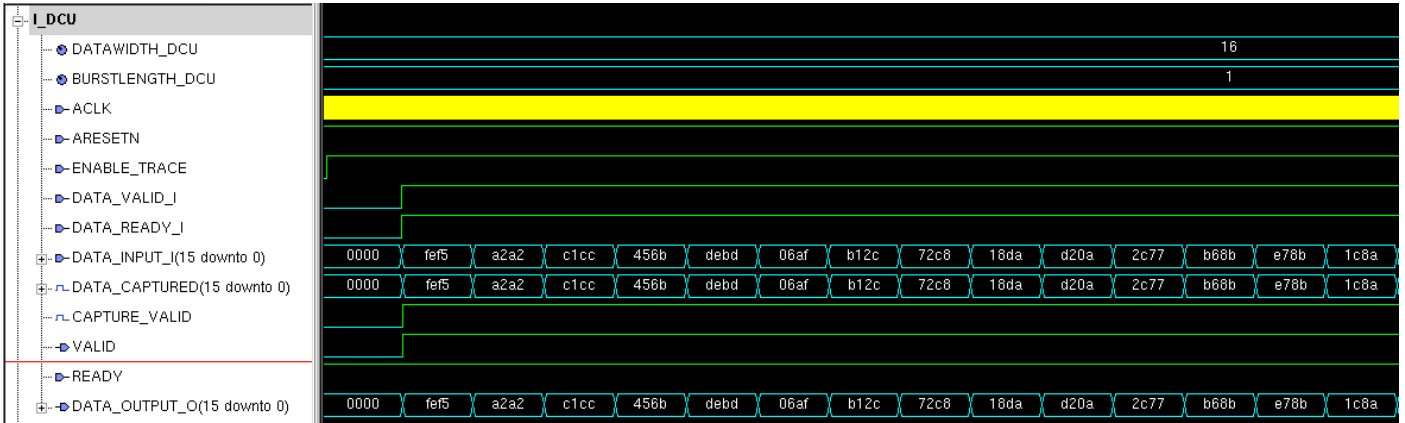 I_DCU
DATAWIDTH_DCU 16
BURSTLENGTH_DCU 1
ACLK
ARESETN
ENABLE_TRACE
DATA_VALID_I
DATA_READY_I
DATA_INPUT_I(15 downto 0) 0000 fef5 a2a2 c1cc 456b debd 06af b12c 72c8 18da d20a 2c77 b68b e78b 1c8a
DATA_CAPTURED(15 downto 0) 0000 fef5 a2a2 c1cc 456b debd 06af b12c 72c8 18da d20a 2c77 b68b e78b 1c8a
CAPTURE_VALID
VALID
READY
DATA_OUTPUT_O(15 downto 0) 0000 fef5 a2a2 c1cc 456b debd 06af b12c 72c8 18da d20a 2c77 b68b e78b 1c8a